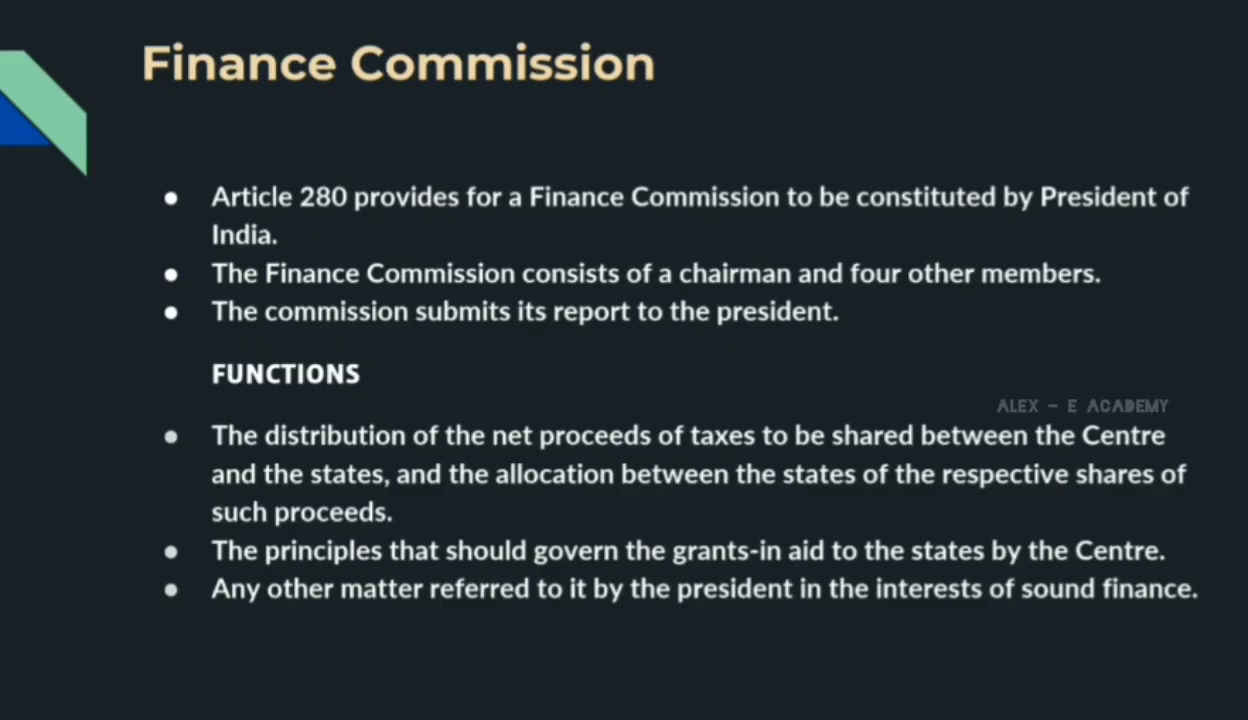 Finance Commission
● Article 280 provides for a Finance Commission to be constituted by President of
India.
● The Finance Commission consists of a chairman and four other members.
● The commission submits its report to the president.
FUNCTIONS
ALEX - E ACADEMY
● The distribution of the net proceeds of taxes to be shared between the Centre
and the states, and the allocation between the states of the respective shares of
such proceeds.
● The principles that should govern the grants-in aid to the states by the Centre.
● Any other matter referred to it by the president in the interests of sound finance.